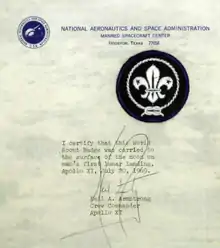 NATIONAL AERONAUTICS AND SPACE ADMINISTRATION
MANNED SPACECRAFT CENTER
HOUSTON, TEXAS 77058
I certify that this World
Scout Badge was carried to
the surface of the moon on
man's first lunar landing,
Apollo XI, July 20, 1969.
Neil A. Armstrong
Crew Commander
Apollo XI